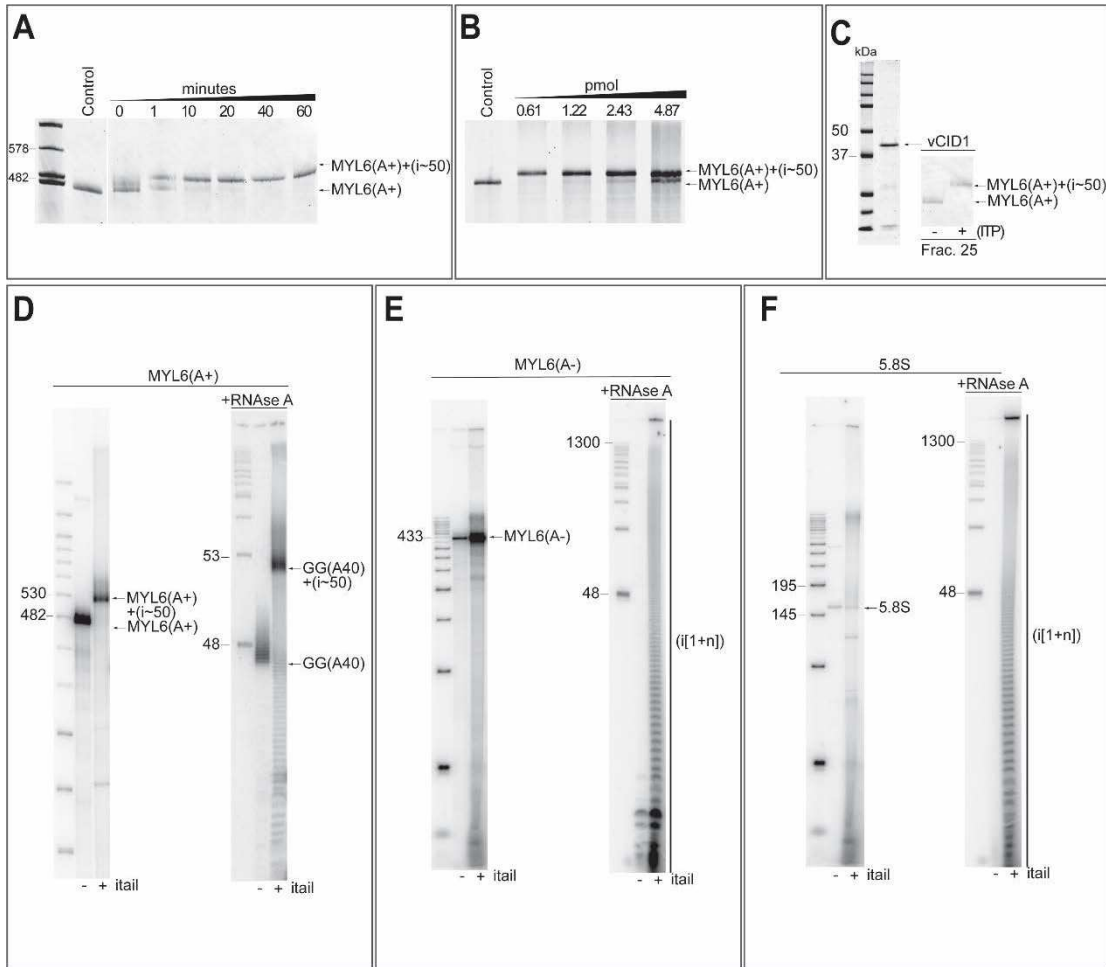 A
Control
minutes
0 1 10 20 40 60
578
482
MYL6(A+)+(i~50)
MYL6(A+)
B
Control
pmol
0.61 1.22 2.43 4.87
MYL6(A+)+(i~50)
MYL6(A+)
C
kDa
50
37
vCID1
MYL6(A+)+(i~50)
MYL6(A+)
- + (ITP)
Frac. 25
D
MYL6(A+)
+RNAse A
530
482
MYL6(A+)
+(i~50)
MYL6(A+)
53
48
GG(A40)
+(i~50)
GG(A40)
- + itail
- + itail
E
MYL6(A-)
+RNAse A
433
MYL6(A-)
1300
48
(i[1+n])
- + itail
- + itail
F
5.8S
+RNAse A
195
145
5.8S
1300
48
(i[1+n])
- + itail
- + itail